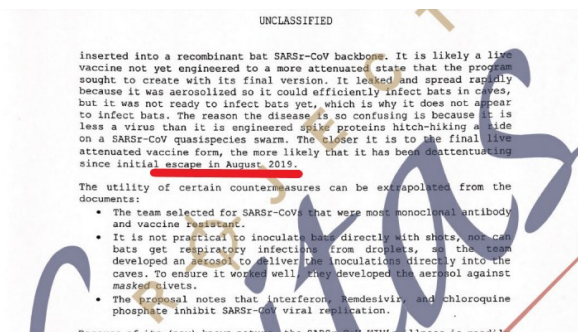 UNCLASSIFIED
inserted into a recombinant bat SARSr-CoV backbone. It is likely a live
vaccine not yet engineered to a more attenuated state that the program
sought to create with its final version. It leaked and spread rapidly
because it was aerosolized so it could efficiently infect bats in caves,
but it was not ready to infect bats yet, which is why it does not appear
to infect bats. The reason the disease is so confusing is because it is
less a virus than it is engineered spike proteins hitch-hiking a ride
on a SARSr-CoV quasispecies swarm. The closer it is to the final live
attenuated vaccine form, the more likely that it has been deattentuating
since initial escape in August 2019.
The utility of certain countermeasures can be extrapolated from the
documents:
• The team selected for SARSr-CoVs that were most monoclonal antibody
and vaccine resistant.
• It is not practical to inoculate bats directly with shots, nor can
bats get respiratory infections from droplets, so the team
developed an aerosol to deliver the inoculations directly into the
caves. To ensure it worked well, they developed the aerosol against
masked civets.
• The proposal notes that interferon, Remdesivir, and chloroquine
phosphate inhibit SARSr-CoV viral replication.